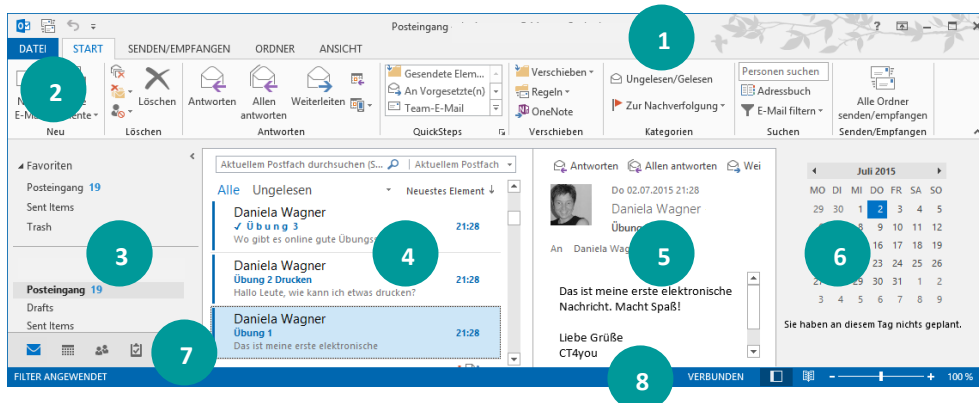 Posteingang
1
DATEI START SENDEN/EMPFANGEN ORDNER ANSICHT
2
Löschen
Antworten
Allen antworten
Weiterleiten
Gesendete Elem...
An Vorgesetzte(n)
Team-E-Mail
Verschieben
Regeln
OneNote
Ungelesen/Gelesen
Zur Nachverfolgung
Personen suchen
Adressbuch
E-Mail filtern
Alle Ordner
senden/empfangen
Neu Löschen Antworten QuickSteps Verschieben Kategorien Suchen Senden/Empfangen
Favoriten
Posteingang 19
Sent Items
Trash
3
Posteingang 19
Drafts
Sent Items
7
Aktuellem Postfach durchsuchen (S... Aktuellem Postfach
Alle Ungelesen Neuestes Element ↓
Daniela Wagner
✓ Übung 3 21:28
Wo gibt es online gute
4
Daniela Wagner
Übung 2 Drucken 21:28
Hallo Leute, wie kann ich etwas drucken?
Daniela Wagner
Übung 1 21:28
Das ist meine erste elektronische
Antworten Allen antworten Wei
Do 02.07.2015 21:28
Daniela Wagner
An Daniela
5
Das ist meine erste elektronische
Nachricht. Macht Spaß!
Liebe Grüße
CT4you
Juli 2015
MO DI MI DO FR SA SO
29 30 1 2 3 4 5
8 9 10 11 12
16 17 18 19
23 24 25 26
29 30 31 1 2
3 4 5 6 7 8 9
6
Sie haben an diesem Tag nichts geplant.
FILTER ANGEWENDET
8
VERBUNDEN
100 %